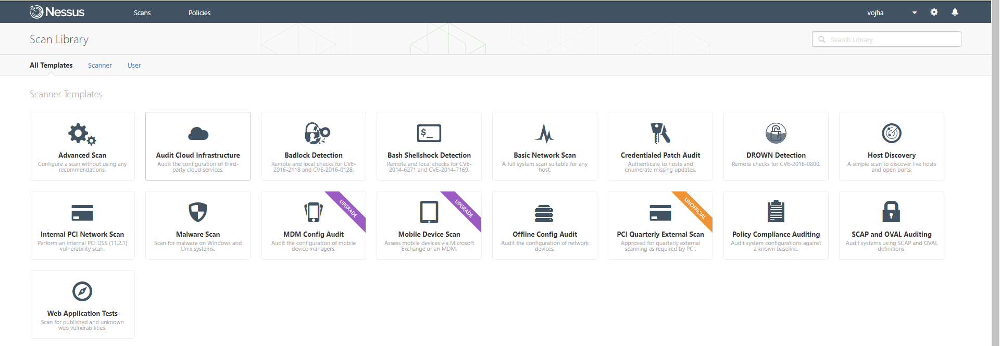 Nessus Scans Policies vojha
Scan Library
Search Library
All Templates Scanner User
Scanner Templates
Advanced Scan
Configure a scan without using any
recommendations.
Audit Cloud Infrastructure
Audit the configuration of third-
party cloud services.
Badlock Detection
Remote and local checks for CVE-
2016-2118 and CVE-2016-0128.
$_
Bash Shellshock Detection
Remote and local checks for CVE-
2014-6271 and CVE-2014-7169.
Basic Network Scan
A full system scan suitable for any
host.
Credentialed Patch Audit
Authenticate to hosts and
enumerate missing updates.
DROWN Detection
Remote checks for CVE-2016-0800.
Host Discovery
A simple scan to discover live hosts
and open ports.
Internal PCI Network Scan
Perform an internal PCI DSS (11.2.1)
vulnerability scan.
Malware Scan
Scan for malware on Windows and
Unix systems.
UPGRADE
MDM Config Audit
Audit the configuration of mobile
device managers.
UPGRADE
Mobile Device Scan
Assess mobile devices via Microsoft
Exchange or an MDM.
Offline Config Audit
Audit the configuration of network
devices.
UNOFFICIAL
PCI Quarterly External Scan
Approved for quarterly external
scanning as required by PCI.
Policy Compliance Auditing
Audit system configurations against
a known baseline.
SCAP and OVAL Auditing
Audit systems using SCAP and OVAL
definitions.
Web Application Tests
Scan for published and unknown
web vulnerabilities.